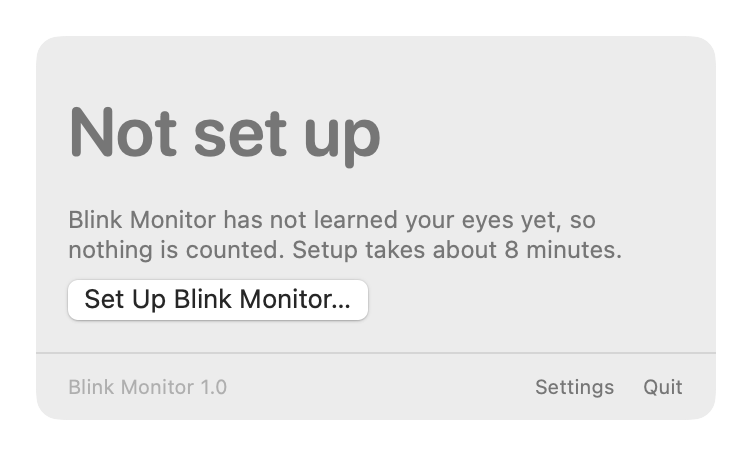 Not set up
Blink Monitor has not learned your eyes yet, so
nothing is counted. Setup takes about 8 minutes.
Set Up Blink Monitor...
Blink Monitor 1.0
Settings
Quit